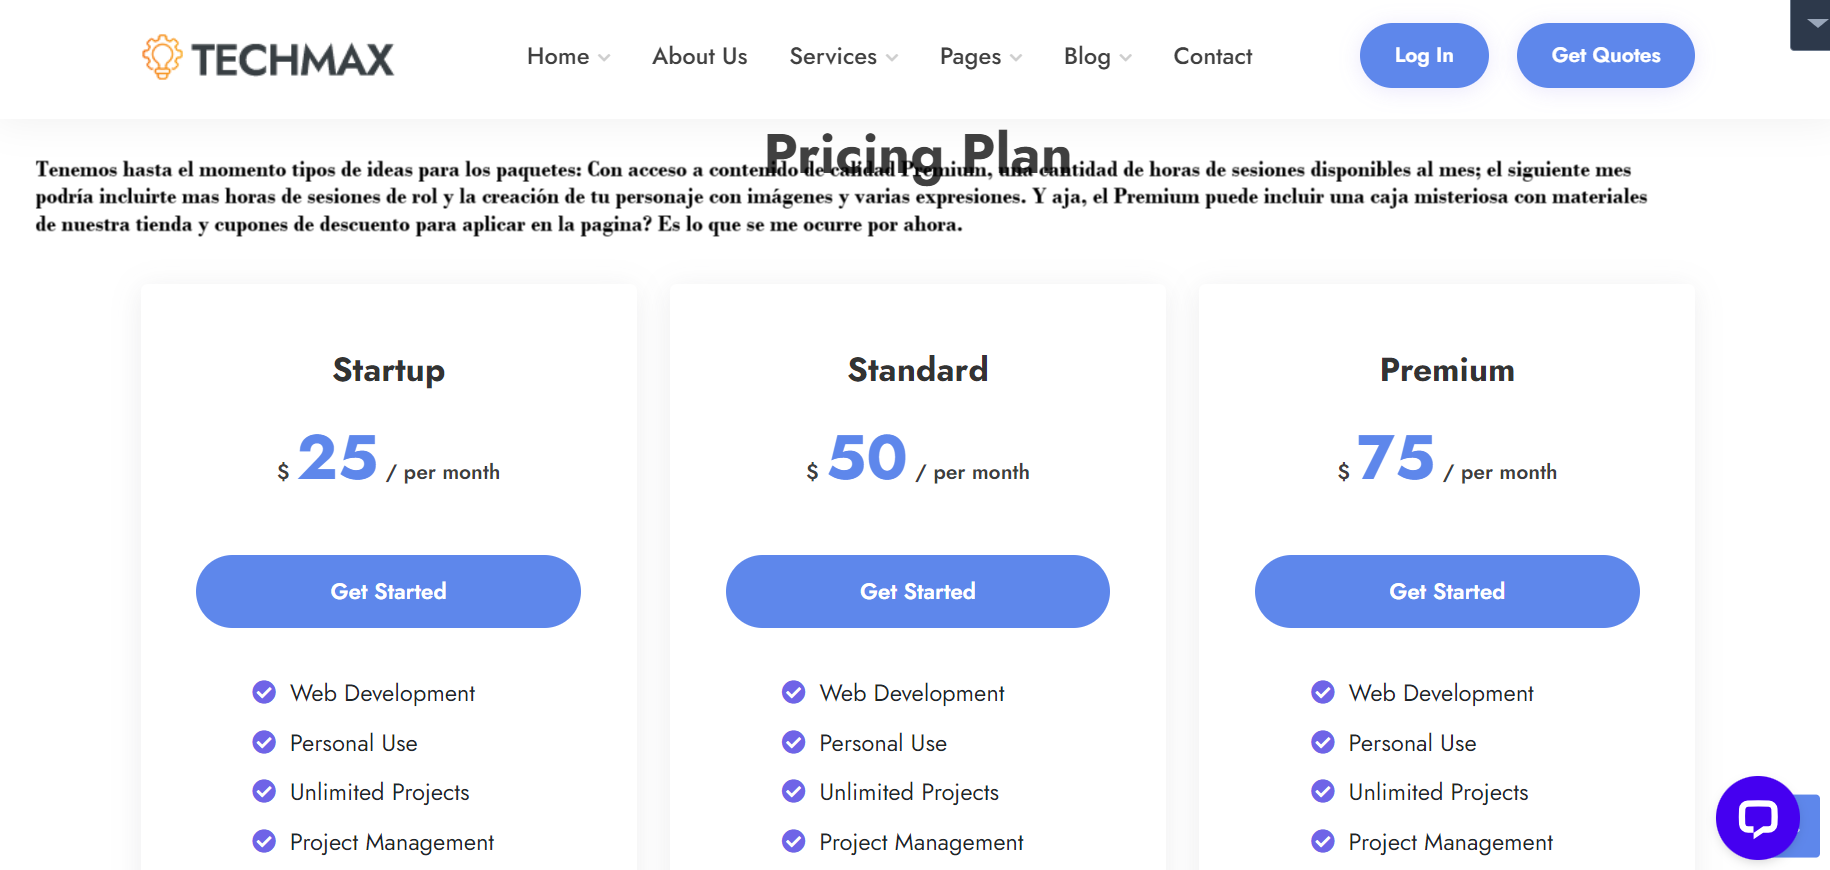 TECHMAX
Home
About Us
Services
Pages
Blog
Contact
Log In
Get Quotes
Pricing Plan
Tenemos hasta el momento tipos de ideas para los paquetes: Con acceso a contenido de calidad Premium, una cantidad de horas de sesiones disponibles al mes; el siguiente mes
podría incluirte mas horas de sesiones de rol y la creación de tu personaje con imágenes y varias expresiones. Y aja, el Premium puede incluir una caja misteriosa con materiales
de nuestra tienda y cupones de descuento para aplicar en la pagina? Es lo que se me ocurre por ahora.
Startup
$ 25 / per month
Get Started
Web Development
Personal Use
Unlimited Projects
Project Management
Standard
$ 50 / per month
Get Started
Web Development
Personal Use
Unlimited Projects
Project Management
Premium
$ 75 / per month
Get Started
Web Development
Personal Use
Unlimited Projects
Project Management